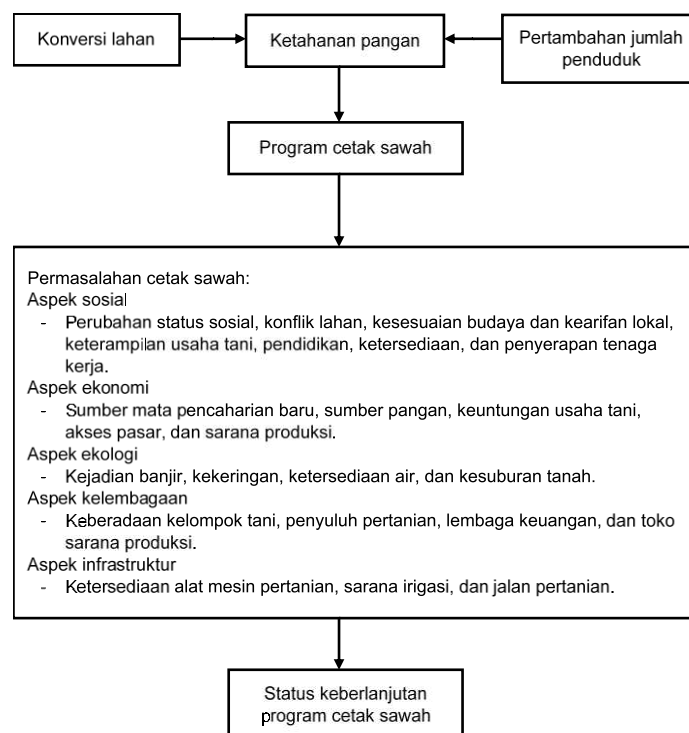 Konversi lahan
Ketahanan pangan
Pertambahan jumlah
penduduk
Program cetak sawah
Permasalahan cetak sawah:
Aspek sosial
- Perubahan status sosial, konflik lahan, kesesuaian budaya dan kearifan lokal,
keterampilan usaha tani, pendidikan, ketersediaan, dan penyerapan tenaga
kerja.
Aspek ekonomi
- Sumber mata pencaharian baru, sumber pangan, keuntungan usaha tani,
akses pasar, dan sarana produksi.
Aspek ekologi
- Kejadian banjir, kekeringan, ketersediaan air, dan kesuburan tanah.
Aspek kelembagaan
- Keberadaan kelompok tani, penyuluh pertanian, lembaga keuangan, dan toko
sarana produksi.
Aspek infrastruktur
- Ketersediaan alat mesin pertanian, sarana irigasi, dan jalan pertanian.
Status keberlanjutan
program cetak sawah